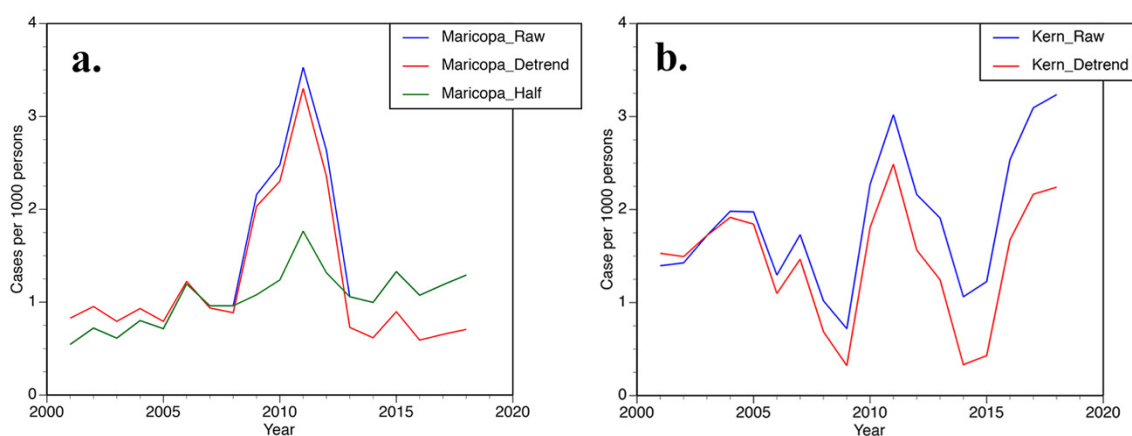 a.
Maricopa_Raw
Maricopa_Detrend
Maricopa_Half
Cases per 1000 persons
4
3
2
1
0
2000 2005 2010 2015 2020
Year
b.
Kern_Raw
Kern_Detrend
Case per 1000 persons
4
3
2
1
0
2000 2005 2010 2015 2020
Year